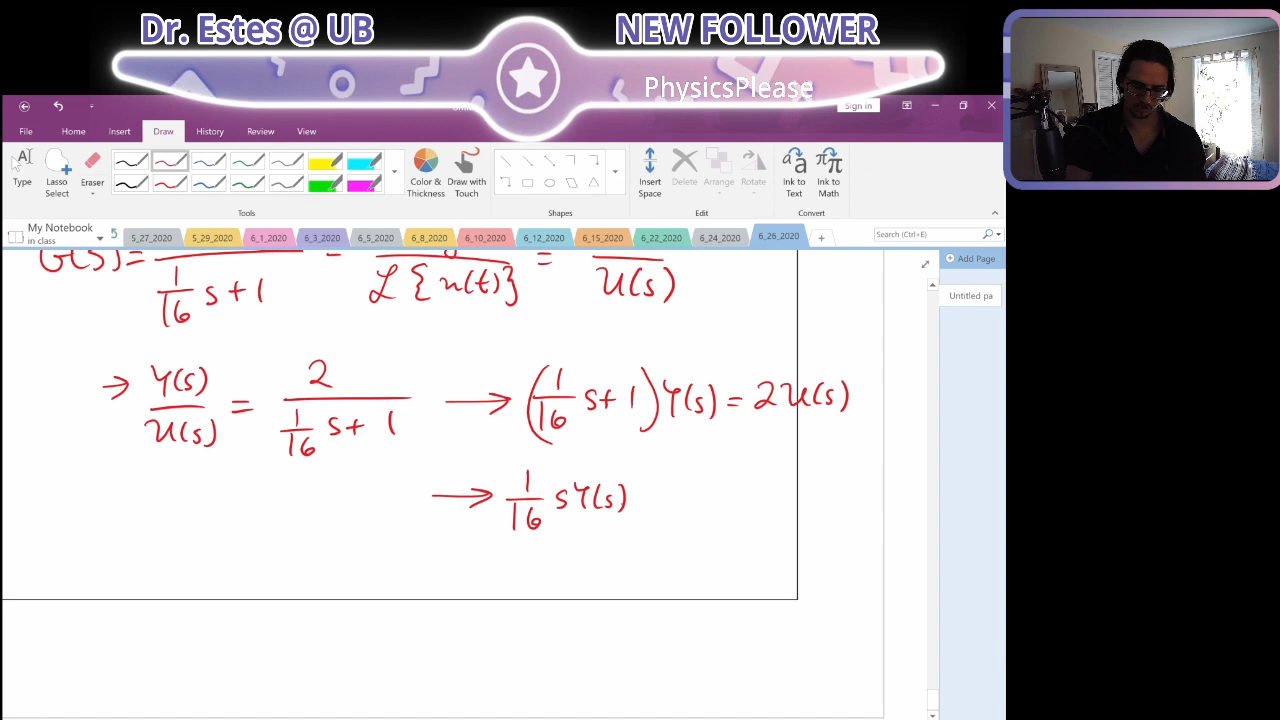 Dr. Estes @ UB
NEW FOLLOWER
PhysicsPlease
Sign in
File Home Insert Draw History Review View
Type
Lasso Select
Eraser
Color & Thickness
Draw with Touch
Insert Space
Delete
Arrange
Rotate
Ink to Text
Ink to Math
Tools
Shapes
Edit
Convert
My Notebook
in class
5
5_27_2020 5_29_2020 6_1_2020 6_3_2020 6_5_2020 6_8_2020 6_10_2020 6_12_2020 6_15_2020 6_22_2020 6_24_2020 6_26_2020
Search (Ctrl+E)
Add Page
Untitled pa
G(s) = / (1/16 s + 1) = / ℒ{u(t)} = / U(s)
→ Y(s)/U(s) = 2 / (1/16 s + 1) → (1/16 s + 1) Y(s) = 2U(s)
→ 1/16 sY(s)